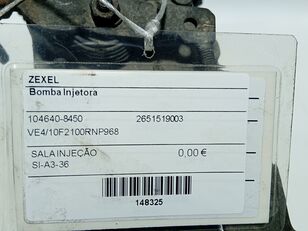 ZEXEL
Bomba Injetora
104640-8450 2651519003
VE4/10F2100RNP968
SALA INJEÇÃO 0,00 €
SI-A3-36
148325